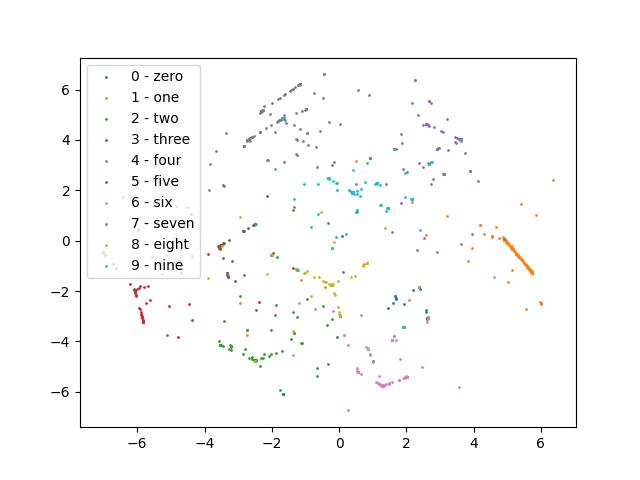 0 - zero
1 - one
2 - two
3 - three
4 - four
5 - five
6 - six
7 - seven
8 - eight
9 - nine
6
4
2
0
−2
−4
−6
−6 −4 −2 0 2 4 6